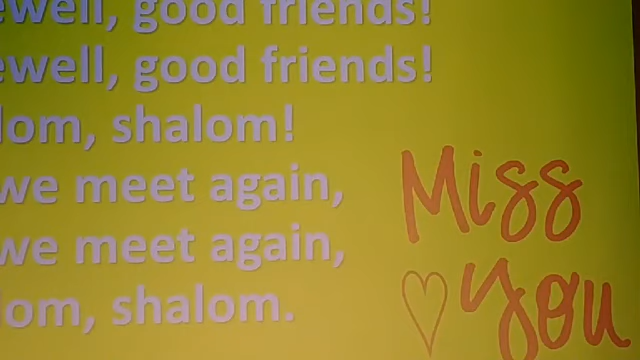 ewell, good friends!
ewell, good friends!
lom, shalom!
we meet again,
we meet again,
lom, shalom.
Miss
You